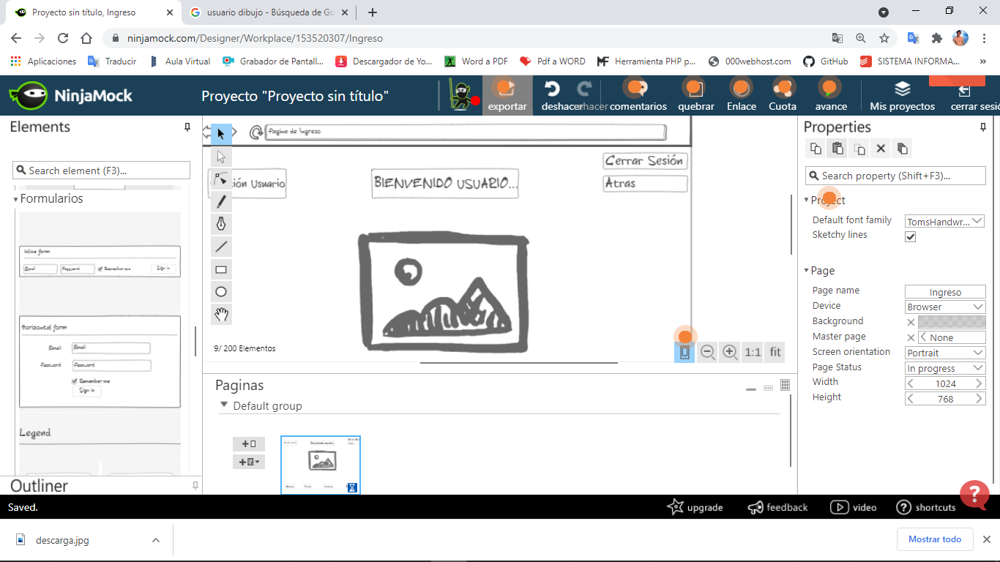 Proyecto sin título, Ingreso
usuario dibujo - Búsqueda de Go
ninjamock.com/Designer/Workplace/153520307/Ingreso
Aplicaciones
Traducir
Aula Virtual
Grabador de Pantall...
Descargador de Yo...
Word a PDF
Pdf a WORD
Herramienta PHP p...
000webhost.com
GitHub
SISTEMA INFORMA...
NinjaMock
Proyecto "Proyecto sin título"
exportar
deshacer
comentarios
quebrar
Enlace
Cuota
avance
Mis proyectos
cerrar sesió
Elements
Search element (F3)...
Formularios
Inline form
Email
Password
Remember me
Sign in
Horizontal form
Email
Email
Password
Password
Remember me
Sign in
Legend
Outliner
Pagina de Ingreso
ción Usuario
BIENVENIDO USUARIO...
Cerrar Sesión
Atras
9/ 200 Elementos
1:1
fit
Paginas
Default group
Properties
Search property (Shift+F3)...
Project
Default font family
TomsHandwr...
Sketchy lines
Page
Page name
Ingreso
Device
Browser
Background
Master page
None
Screen orientation
Portrait
Page Status
In progress
Width
1024
Height
768
?
Saved.
upgrade
feedback
video
shortcuts
descarga.jpg
Mostrar todo